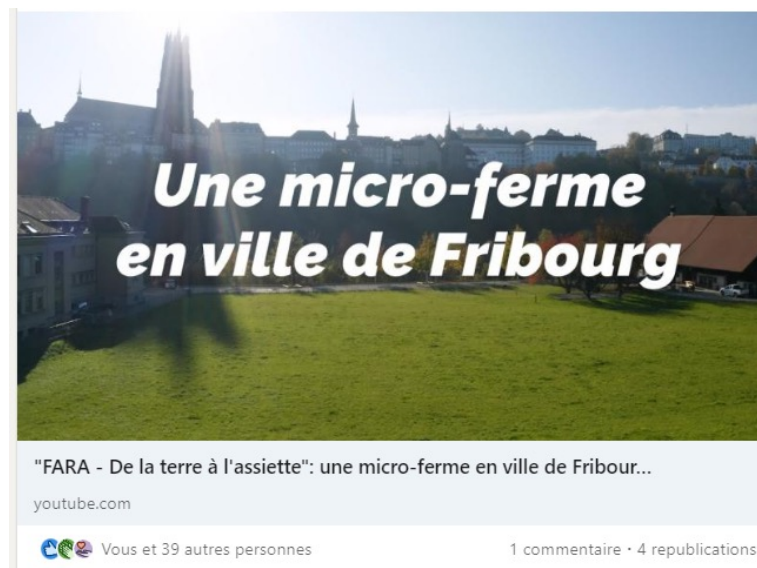 Une micro-ferme
en ville de Fribourg
"FARA - De la terre à l'assiette": une micro-ferme en ville de Fribour...
youtube.com
Vous et 39 autres personnes
1 commentaire · 4 republications